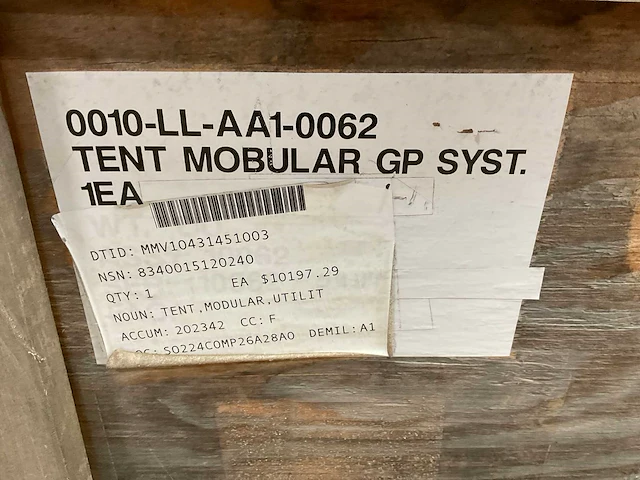 0010-LL-AA1-0062
TENT MOBULAR GP SYST.
1EA
DTID: MMV10431451003
NSN: 8340015120240
QTY: 1 EA $10197.29
NOUN: TENT,MODULAR,UTILIT
ACCUM: 202342 CC: F
SO224COMP26A28A0 DEMIL: A1